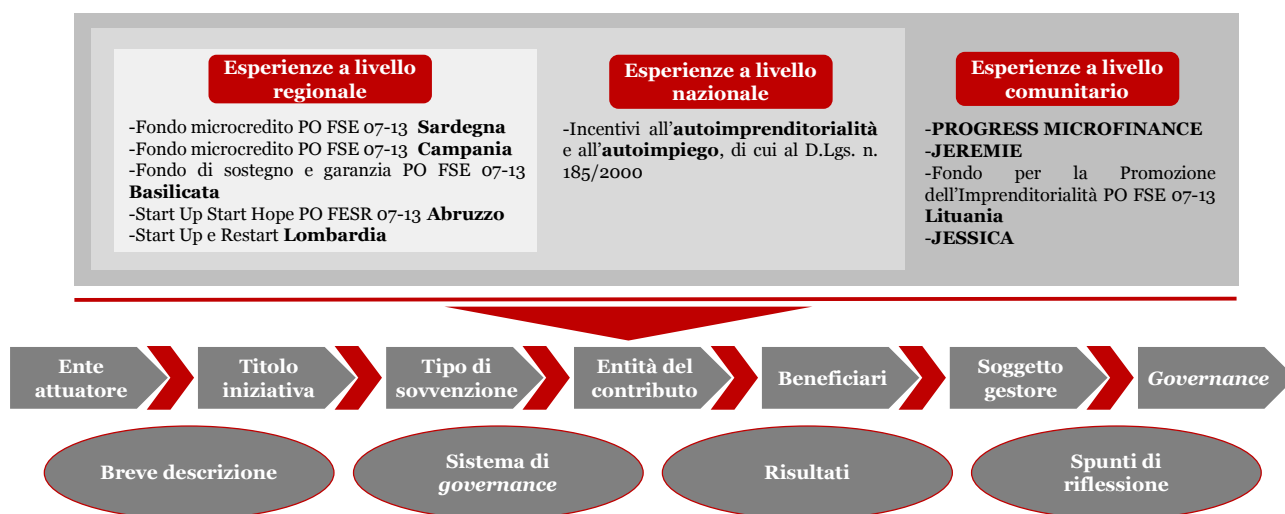 Esperienze a livello
regionale
-Fondo microcredito PO FSE 07-13 Sardegna
-Fondo microcredito PO FSE 07-13 Campania
-Fondo di sostegno e garanzia PO FSE 07-13
Basilicata
-Start Up Start Hope PO FESR 07-13 Abruzzo
-Start Up e Restart Lombardia
Esperienze a livello
nazionale
-Incentivi all'autoimprenditorialità
e all'autoimpiego, di cui al D.Lgs. n.
185/2000
Esperienze a livello
comunitario
-PROGRESS MICROFINANCE
-JEREMIE
-Fondo per la Promozione
dell'Imprenditorialità PO FSE 07-13
Lituania
-JESSICA
Ente
attuatore
Titolo
iniziativa
Tipo di
sovvenzione
Entità del
contributo
Beneficiari
Soggetto
gestore
Governance
Breve descrizione
Sistema di
governance
Risultati
Spunti di
riflessione